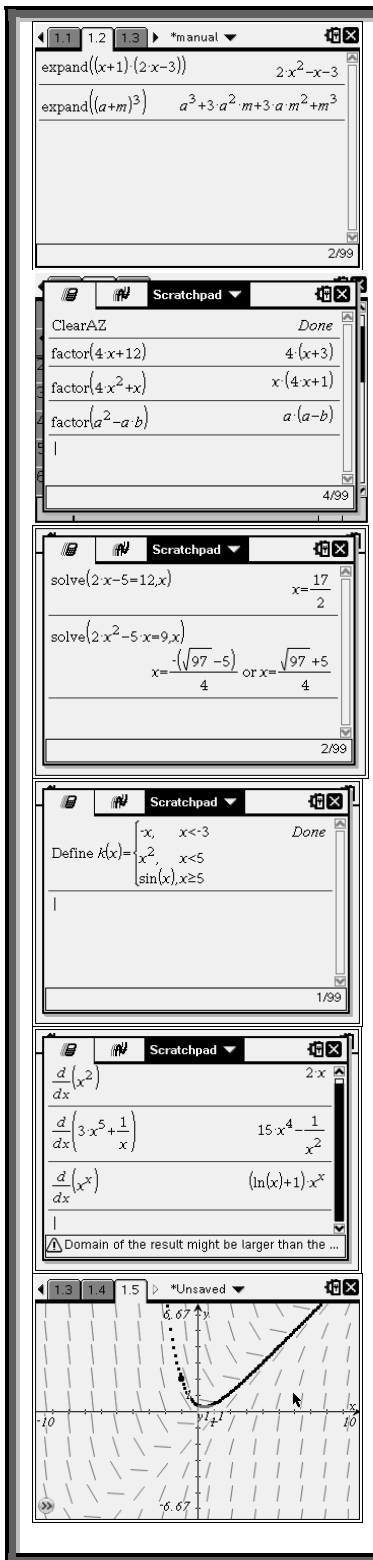 1.1 1.2 1.3 *manual
expand((x+1)·(2·x−3)) 2·x²−x−3
expand((a+m)³) a³+3·a²·m+3·a·m²+m³
2/99
Scratchpad
ClearAZ Done
factor(4·x+12) 4·(x+3)
factor(4·x²+x) x·(4·x+1)
factor(a²−a·b) a·(a−b)
4/99
Scratchpad
solve(2·x−5=12,x) x=17/2
solve(2·x²−5·x=9,x)
x=-(√97 −5)/4 or x=(√97 +5)/4
2/99
Scratchpad
Define k(x)={-x, x<-3 Done
x², x<5
sin(x),x≥5
1/99
Scratchpad
d/dx(x²) 2·x
d/dx(3·x⁵+1/x) 15·x⁴−1/x²
d/dx(xˣ) (ln(x)+1)·xˣ
Domain of the result might be larger than the ...
1.3 1.4 1.5 *Unsaved
6.67 y
x
-10 10
-6.67